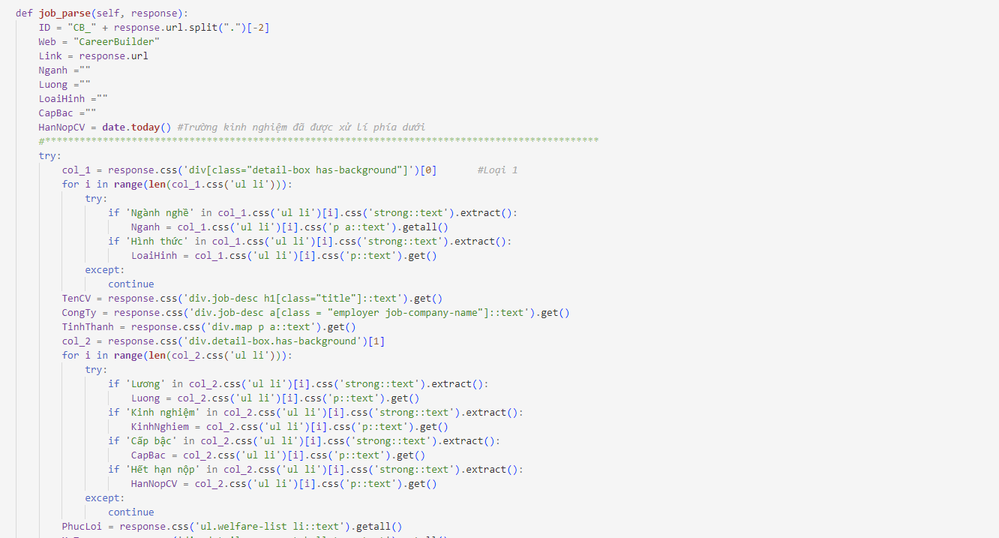 def job_parse(self, response):
ID = "CB_" + response.url.split(".")[-2]
Web = "CareerBuilder"
Link = response.url
Nganh =""
Luong =""
LoaiHinh =""
CapBac =""
HanNopCV = date.today() #Trường kinh nghiệm đã được xử lí phía dưới
#************************************************************************************************
try:
col_1 = response.css('div[class="detail-box has-background"]')[0] #Loại 1
for i in range(len(col_1.css('ul li'))):
try:
if 'Ngành nghề' in col_1.css('ul li')[i].css('strong::text').extract():
Nganh = col_1.css('ul li')[i].css('p a::text').getall()
if 'Hình thức' in col_1.css('ul li')[i].css('strong::text').extract():
LoaiHinh = col_1.css('ul li')[i].css('p::text').get()
except:
continue
TenCV = response.css('div.job-desc h1[class="title"]::text').get()
CongTy = response.css('div.job-desc a[class = "employer job-company-name"]::text').get()
TinhThanh = response.css('div.map p a::text').get()
col_2 = response.css('div.detail-box.has-background')[1]
for i in range(len(col_2.css('ul li'))):
try:
if 'Lương' in col_2.css('ul li')[i].css('strong::text').extract():
Luong = col_2.css('ul li')[i].css('p::text').get()
if 'Kinh nghiệm' in col_2.css('ul li')[i].css('strong::text').extract():
KinhNghiem = col_2.css('ul li')[i].css('p::text').get()
if 'Cấp bậc' in col_2.css('ul li')[i].css('strong::text').extract():
CapBac = col_2.css('ul li')[i].css('p::text').get()
if 'Hết hạn nộp' in col_2.css('ul li')[i].css('strong::text').extract():
HanNopCV = col_2.css('ul li')[i].css('p::text').get()
except:
continue
PhucLoi = response.css('ul.welfare-list li::text').getall()